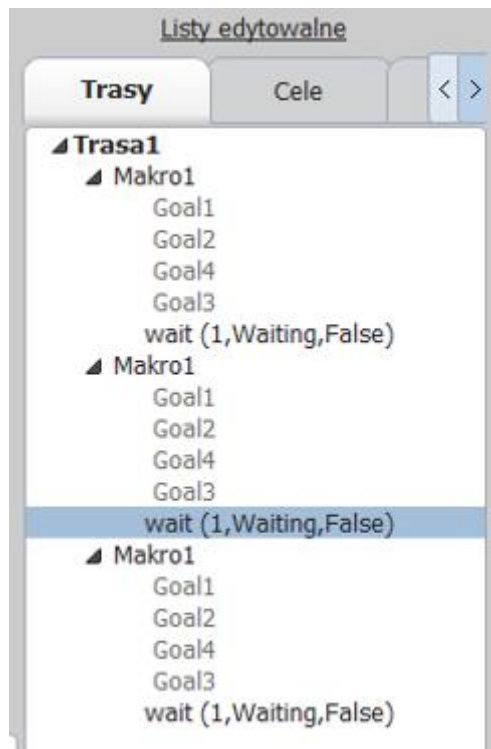 Listy edytowalne
Trasy
Cele
< >
Trasa1
Makro1
Goal1
Goal2
Goal4
Goal3
wait (1,Waiting,False)
Makro1
Goal1
Goal2
Goal4
Goal3
wait (1,Waiting,False)
Makro1
Goal1
Goal2
Goal4
Goal3
wait (1,Waiting,False)